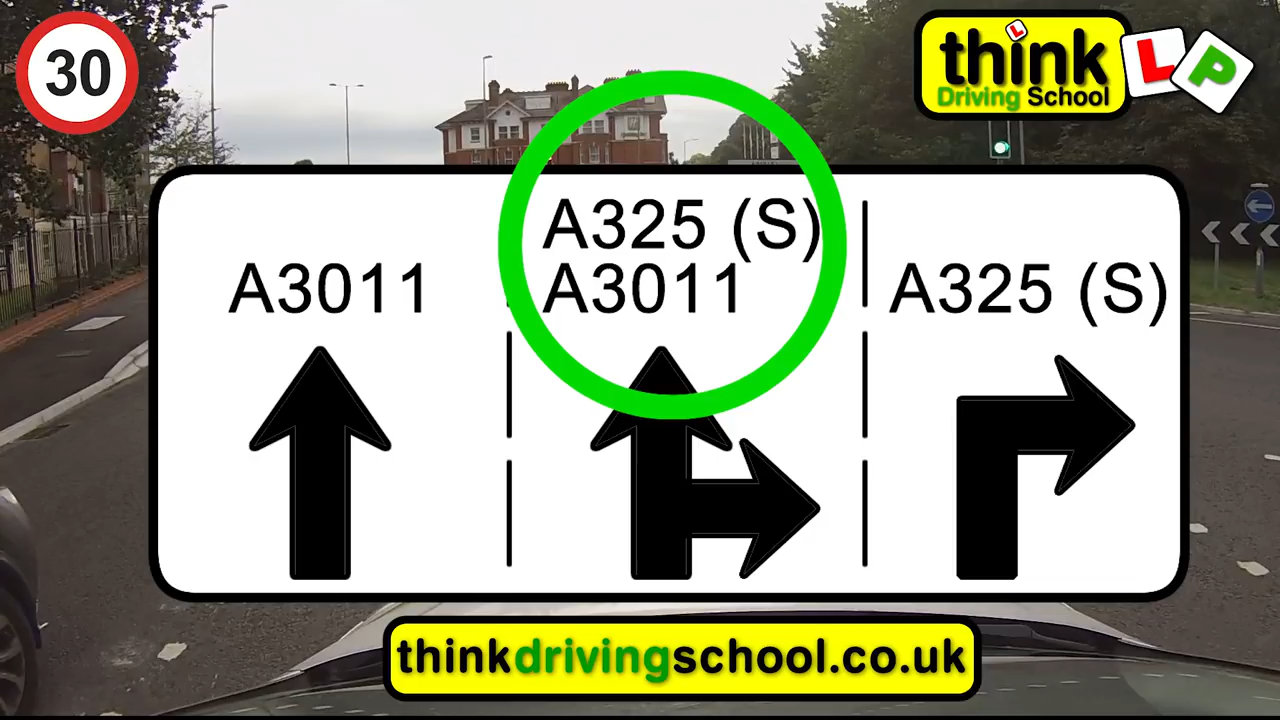 30
think
L P
Driving School
A3011
A325 (S)
A3011
A325 (S)
thinkdrivingschool.co.uk